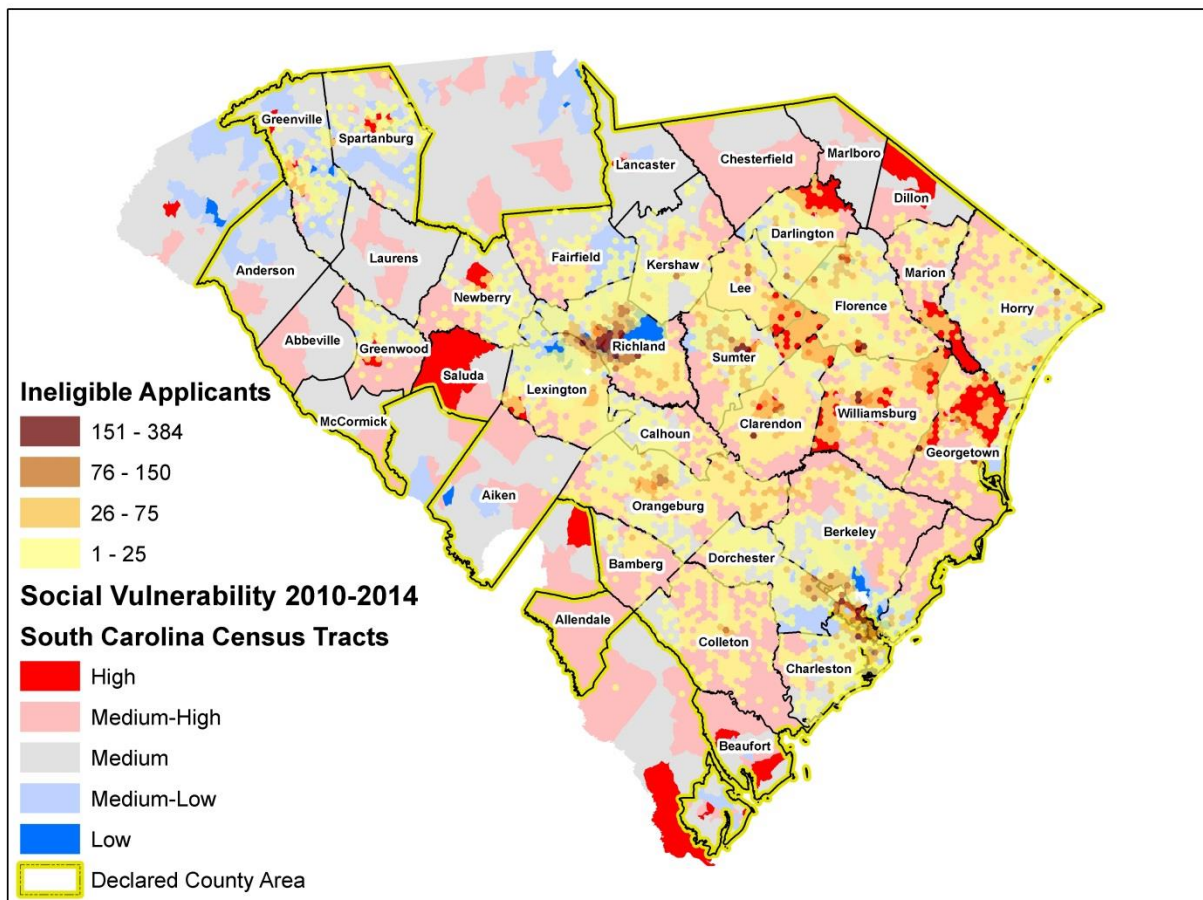 Greenville
Spartanburg
Lancaster
Chesterfield
Marlboro
Dillon
Darlington
Anderson
Laurens
Fairfield
Kershaw
Marion
Newberry
Lee
Florence
Horry
Abbeville
Greenwood
Richland
Sumter
Saluda
Lexington
McCormick
Clarendon
Williamsburg
Calhoun
Georgetown
Aiken
Orangeburg
Berkeley
Dorchester
Bamberg
Allendale
Colleton
Charleston
Beaufort
Ineligible Applicants
151 - 384
76 - 150
26 - 75
1 - 25
Social Vulnerability 2010-2014
South Carolina Census Tracts
High
Medium-High
Medium
Medium-Low
Low
Declared County Area